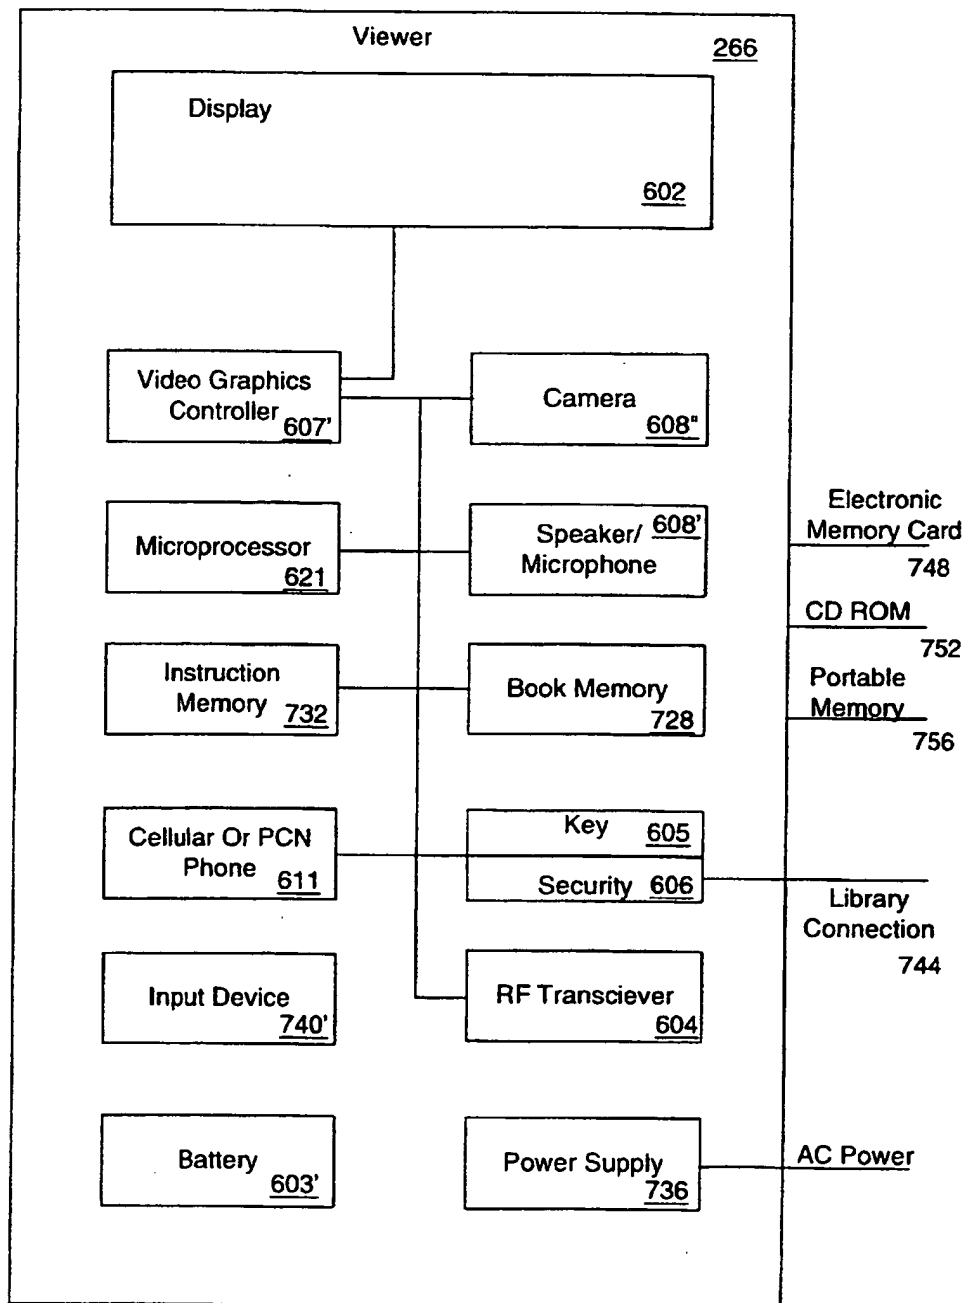 Viewer
266
Display
602
Video Graphics
Controller
607'
Camera
608"
Microprocessor
621
Speaker/
Microphone
608'
Electronic
Memory Card
748
CD ROM
752
Instruction
Memory
732
Book Memory
728
Portable
Memory
756
Cellular Or PCN
Phone
611
Key
605
Security
606
Library
Connection
744
Input Device
740'
RF Transciever
604
Battery
603'
Power Supply
736
AC Power